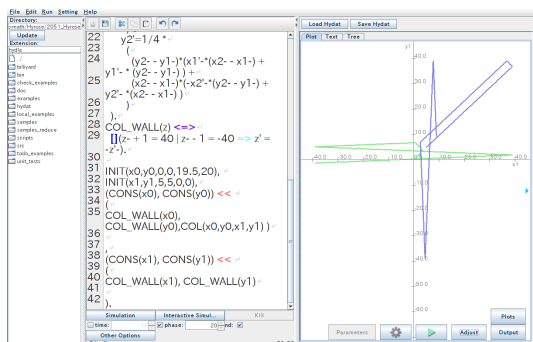 File Edit Run Setting Help
Update
Extension:
hydla
../
billiyard
bin
check_examples
doc
examples
hydat
local_examples
samples
samples_reduce
scripts
src
tools_examples
unit_tests
22 y2'=1/4 *
23 (
24 (y2- - y1-)*(x1'-*(x2- - x1-) +
y1'- * (y2- - y1-) ) +
25 (x2- - x1-)*(-x2'-*(y2- - y1-) +
y2'- *(x2- - x1-) )
26 )
27 ).
28 COL_WALL(z) <=>
29 [](z- + 1 = 40 | z- - 1 = -40 => z' =
-z'-).
30
31 INIT(x0,y0,0,0,19.5,20),
32 INIT(x1,y1,5,5,0,0),
33 (CONS(x0), CONS(y0)) <<
34 (
35 COL_WALL(x0),
COL_WALL(y0),COL(x0,y0,x1,y1) )
36
37 ,
38 (CONS(x1), CONS(y1)) <<
39 (
40 COL_WALL(x1), COL_WALL(y1)
41
42 ).
Simulation Interactive Simul... Kill
time: phase: 20 nd:
Other Options
Load Hydat Save Hydat
Plot Text Tree
y1
40.0
30.0
20.0
10.0
-40.0 -30.0 -20.0 -10.0 10.0 20.0 30.0 40.0
x1
-10.0
-20.0
-30.0
-40.0
-60.0
Plots
Parameters Adjust Output